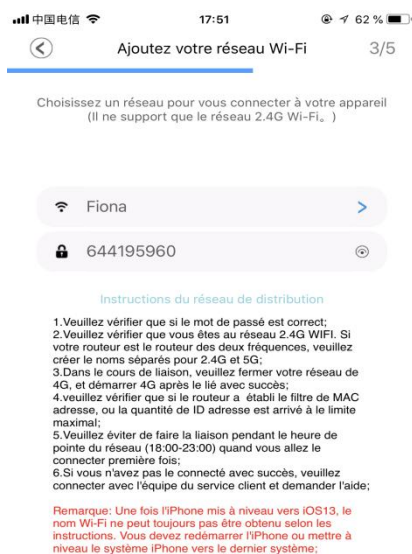 中国电信 17:51 62 %
Ajoutez votre réseau Wi-Fi 3/5
Choisissez un réseau pour vous connecter à votre appareil
(Il ne support que le réseau 2.4G Wi-Fi。)
Fiona
644195960
Instructions du réseau de distribution
1.Veuillez vérifier que si le mot de passé est correct;
2.Veuillez vérifier que vous êtes au réseau 2.4G WIFI. Si
votre routeur est le routeur des deux fréquences, veuillez
créer le noms séparés pour 2.4G et 5G;
3.Dans le cours de liaison, veuillez fermer votre réseau de
4G, et démarrer 4G après le lié avec succès;
4.veuillez vérifier que si le routeur a établi le filtre de MAC
adresse, ou la quantité de ID adresse est arrivé à le limite
maximal;
5.Veuillez éviter de faire la liaison pendant le heure de
pointe du réseau (18:00-23:00) quand vous allez le
connecter première fois;
6.Si vous n'avez pas le connecté avec succès, veuillez
connecter avec l'équipe du service client et demander l'aide;
Remarque: Une fois l'iPhone mis à niveau vers iOS13, le
nom Wi-Fi ne peut toujours pas être obtenu selon les
instructions. Vous devez redémarrer l'iPhone ou mettre à
niveau le système iPhone vers le dernier système;